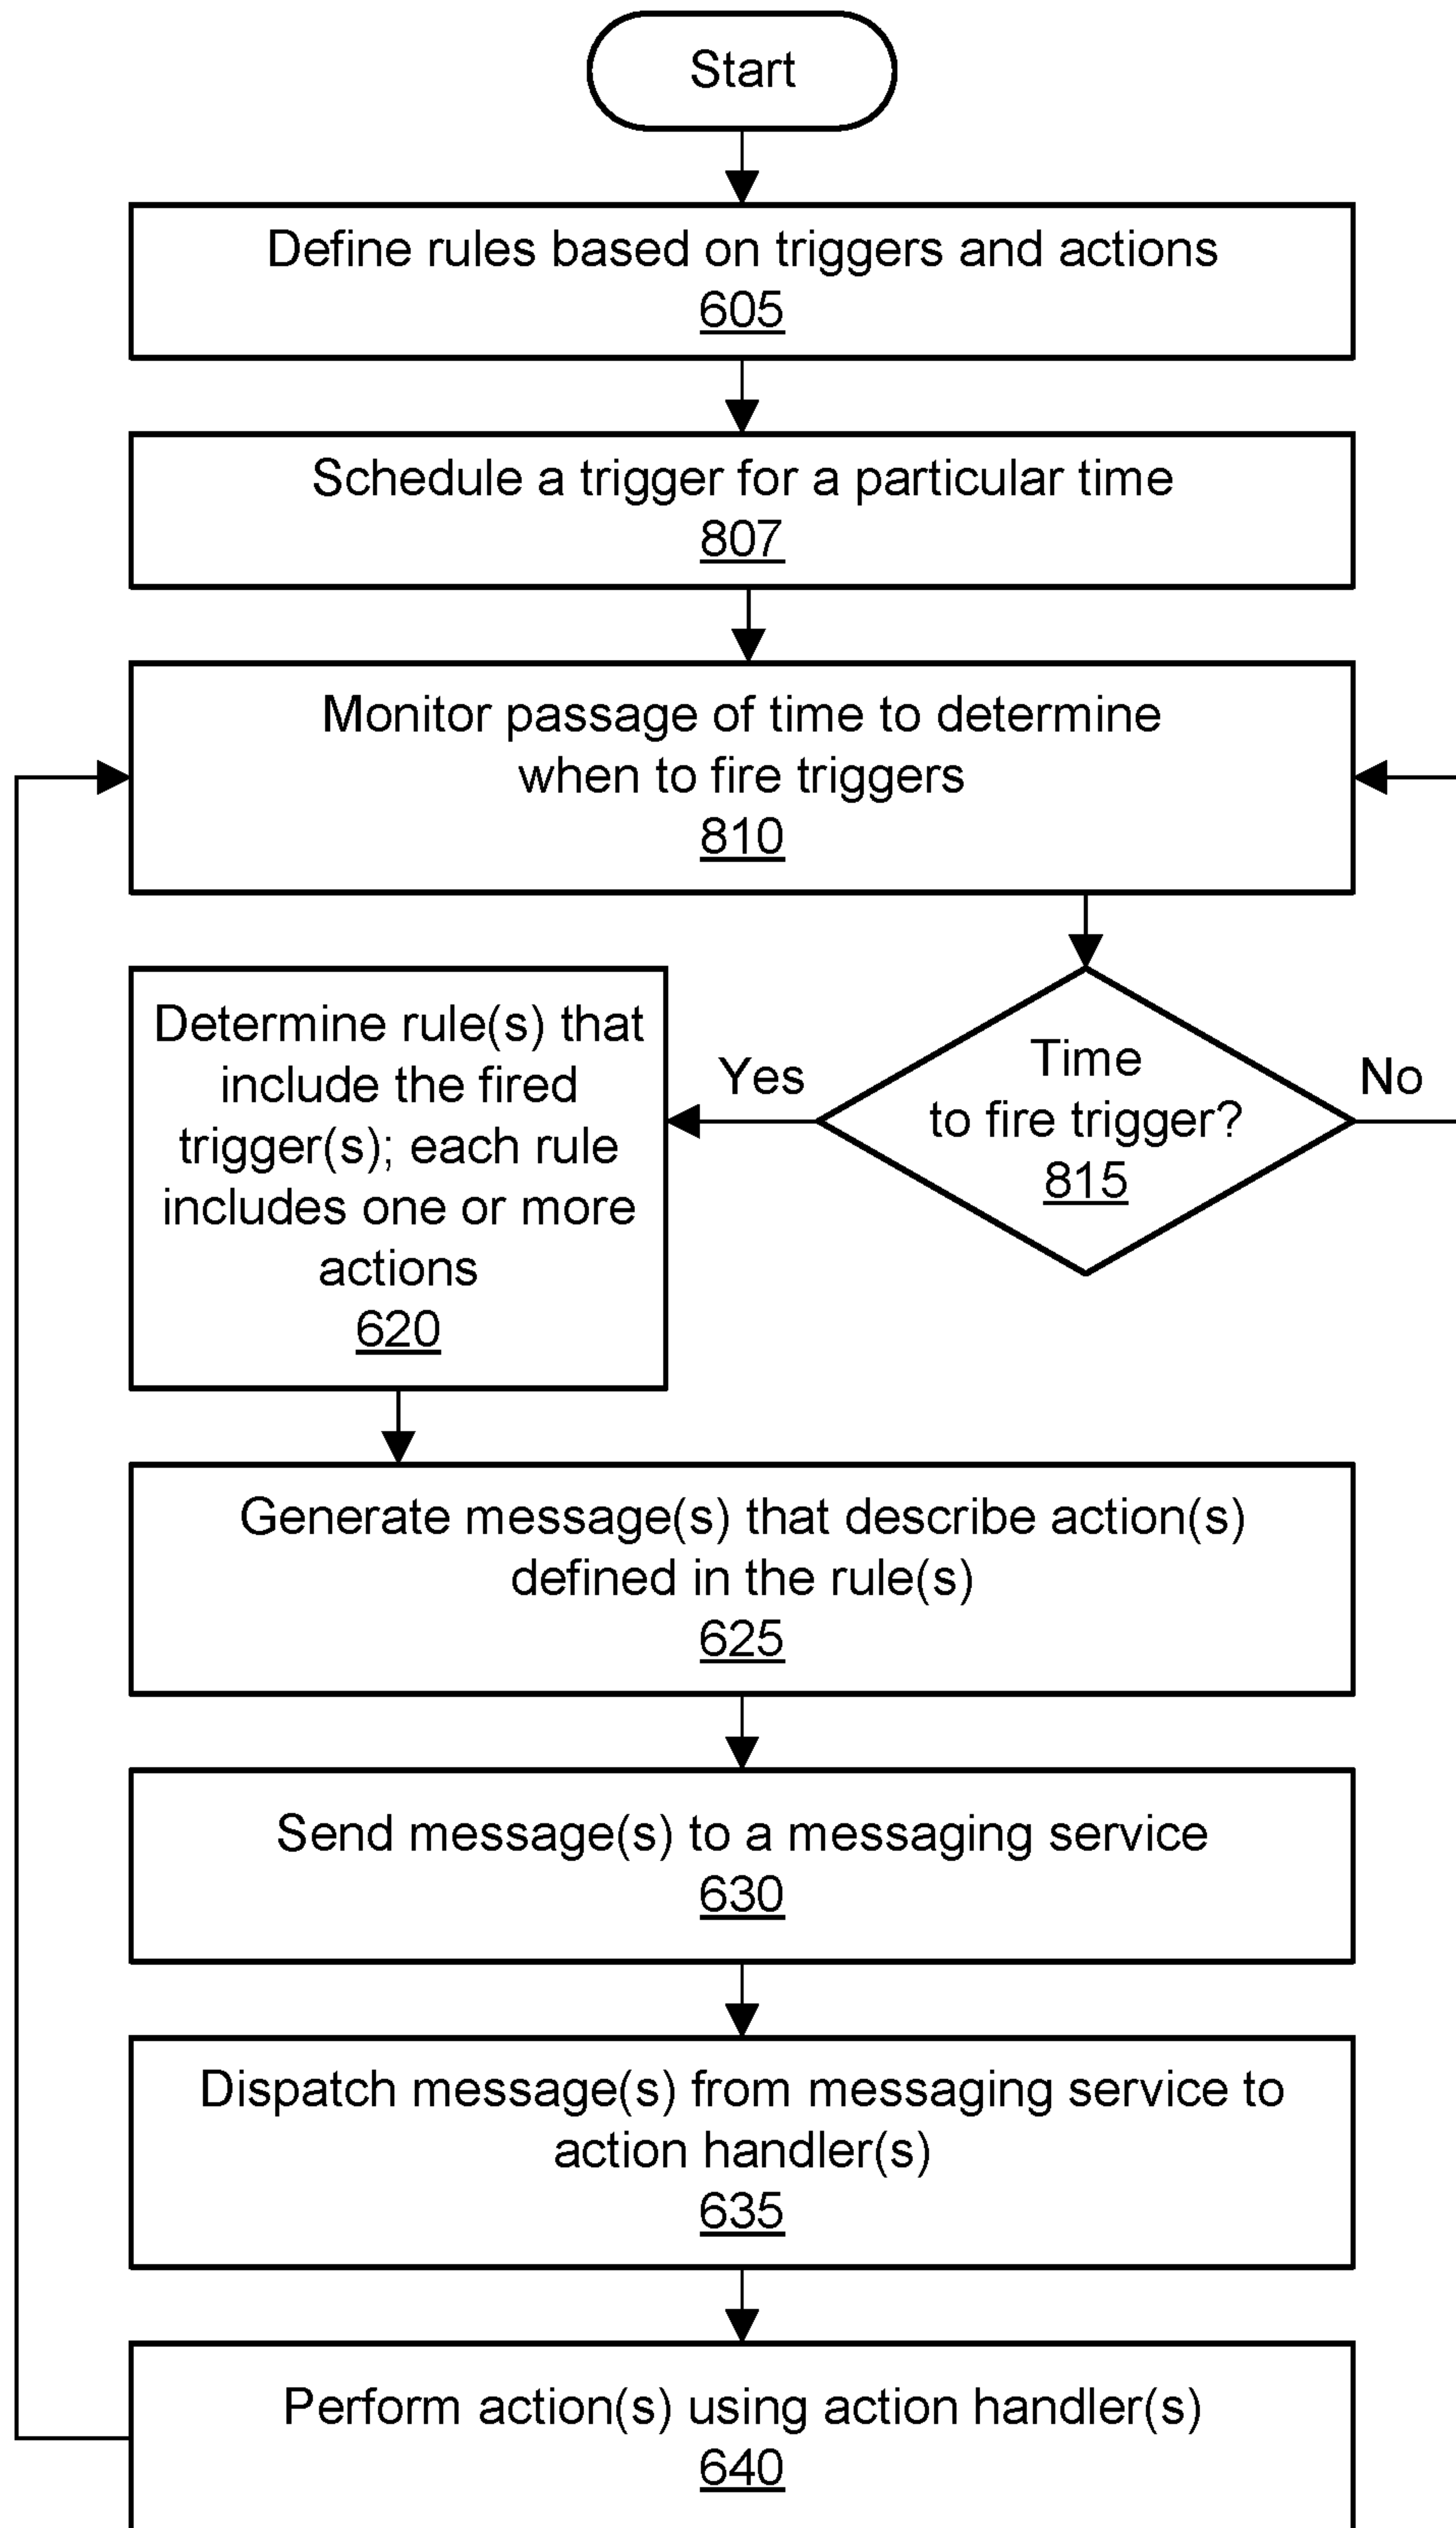 Start
Define rules based on triggers and actions
605
Schedule a trigger for a particular time
807
Monitor passage of time to determine
when to fire triggers
810
Determine rule(s) that
include the fired
trigger(s); each rule
includes one or more
actions
620
Yes
Time
to fire trigger?
815
No
Generate message(s) that describe action(s)
defined in the rule(s)
625
Send message(s) to a messaging service
630
Dispatch message(s) from messaging service to
action handler(s)
635
Perform action(s) using action handler(s)
640